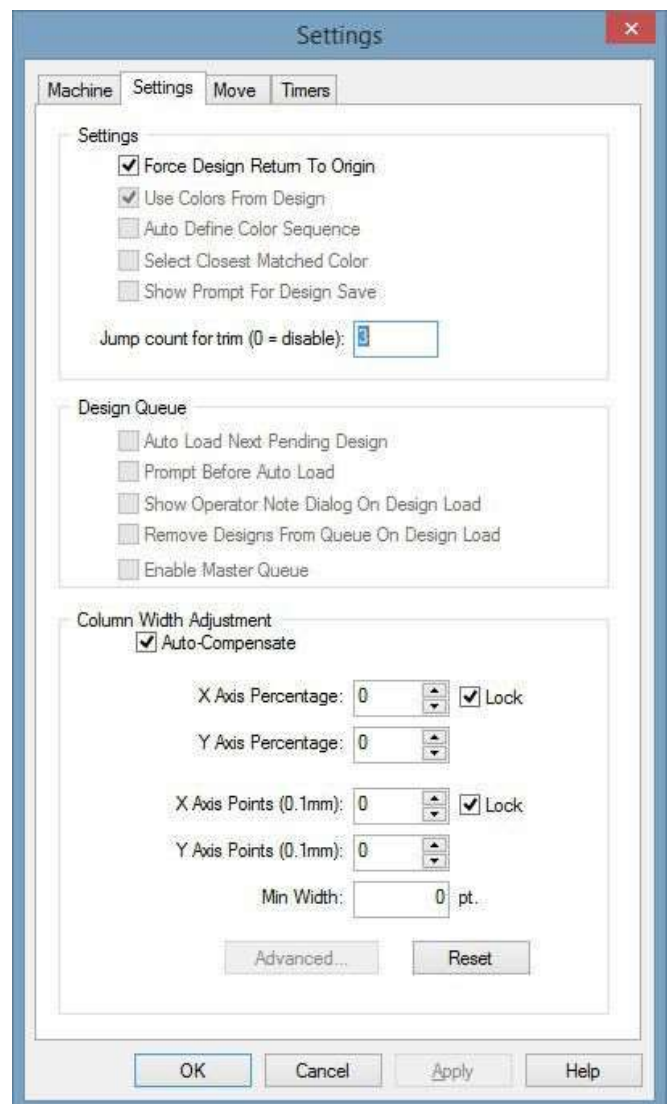 Settings
Machine Settings Move Timers
Settings
Force Design Return To Origin
Use Colors From Design
Auto Define Color Sequence
Select Closest Matched Color
Show Prompt For Design Save
Jump count for trim (0 = disable): 3
Design Queue
Auto Load Next Pending Design
Prompt Before Auto Load
Show Operator Note Dialog On Design Load
Remove Designs From Queue On Design Load
Enable Master Queue
Column Width Adjustment
Auto-Compensate
X Axis Percentage: 0 Lock
Y Axis Percentage: 0
X Axis Points (0.1mm): 0 Lock
Y Axis Points (0.1mm): 0
Min Width: 0 pt.
Advanced... Reset
OK Cancel Apply Help